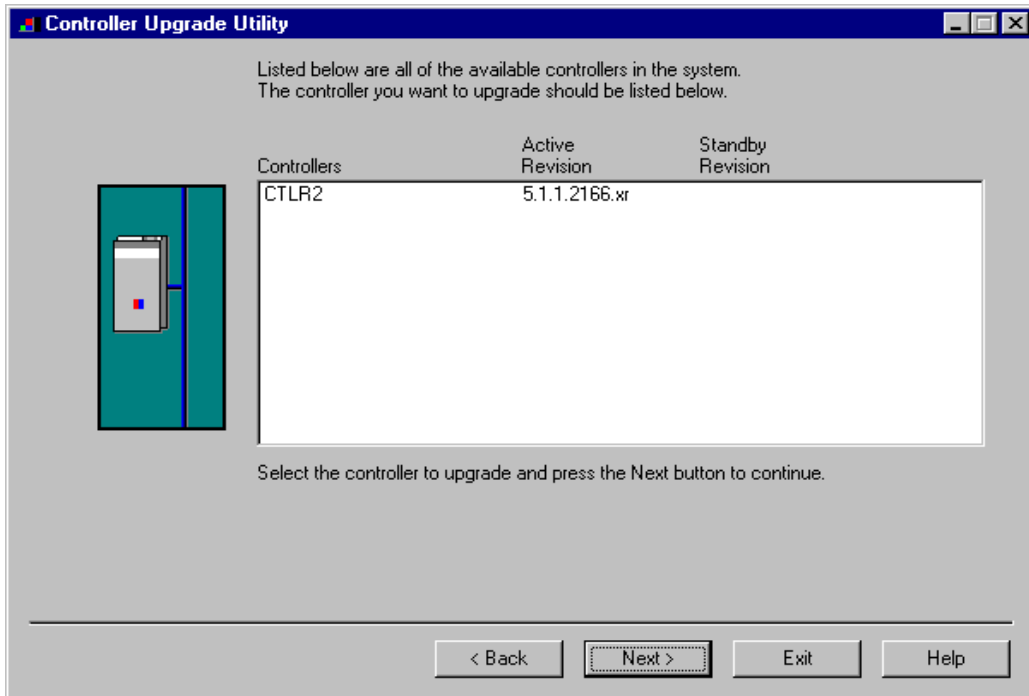 Controller Upgrade Utility
Listed below are all of the available controllers in the system.
The controller you want to upgrade should be listed below.
Active Standby
Controllers Revision Revision
CTLR2 5.1.1.2166.xr
Select the controller to upgrade and press the Next button to continue.
< Back Next > Exit Help